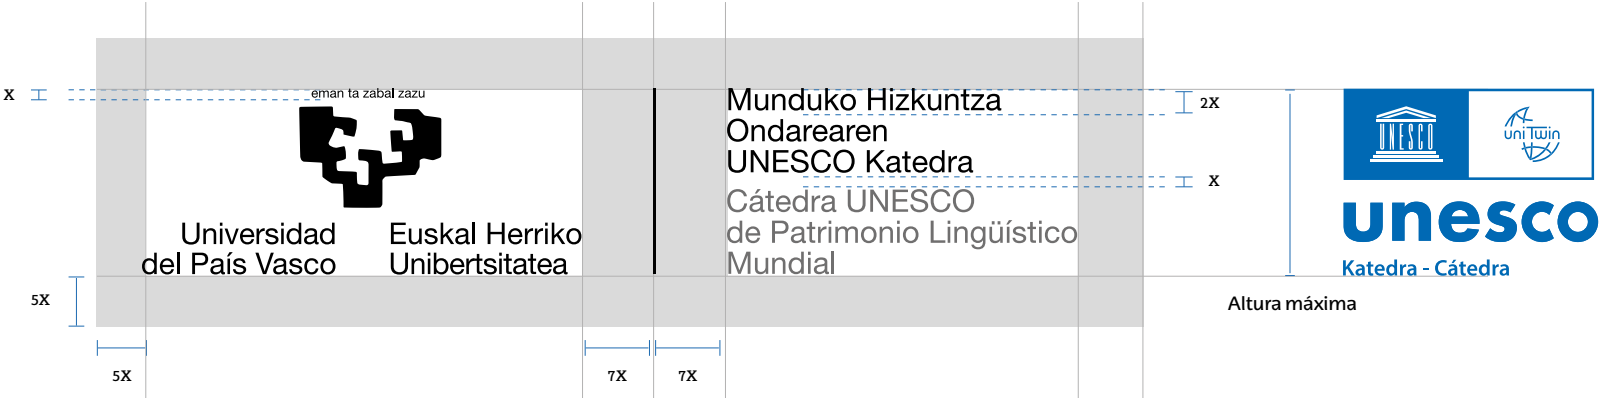 X
eman ta zabal zazu
Universidad
del País Vasco
Euskal Herriko
Unibertsitatea
Munduko Hizkuntza
Ondarearen
UNESCO Katedra
Cátedra UNESCO
de Patrimonio Lingüístico
Mundial
2X
X
UNESCO
uniTwin
unesco
Katedra - Cátedra
Altura máxima
5X
5X
7X
7X